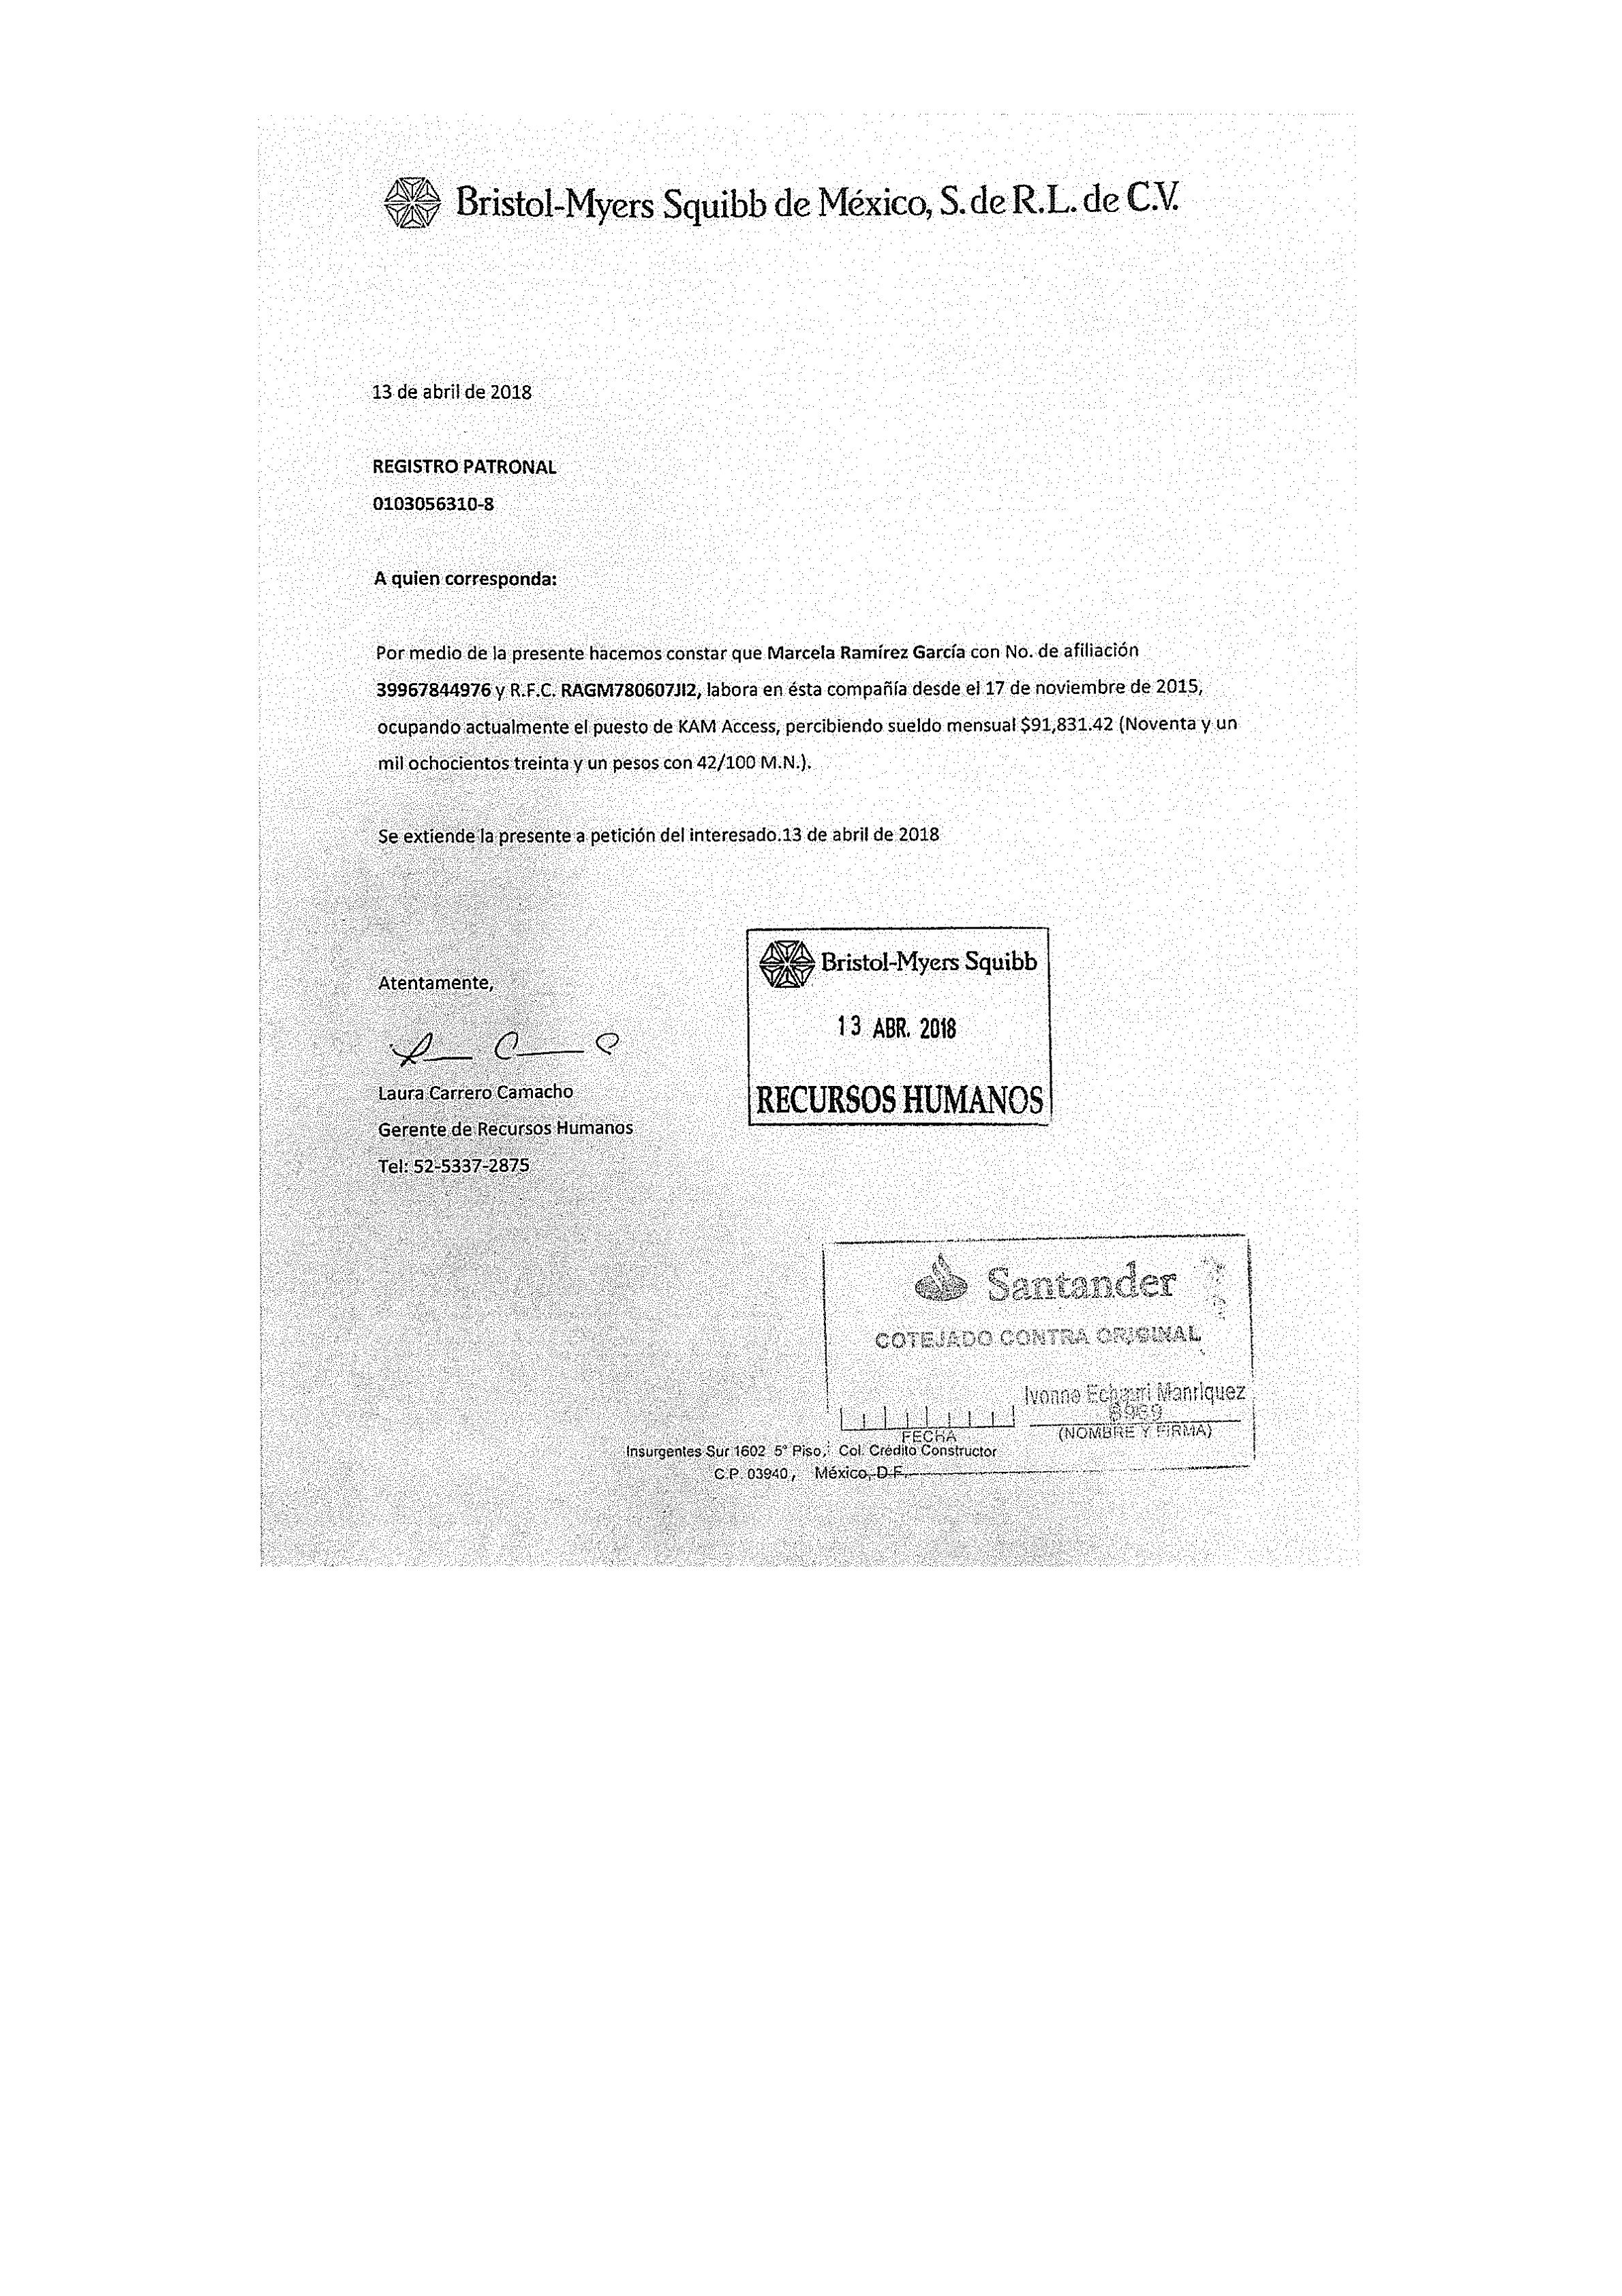 Bristol-Myers Squibb de México, S. de R.L. de C.V.
13 de abril de 2018
REGISTRO PATRONAL
0103056310-8
A quien corresponda:
Por medio de la presente hacemos constar que Marcela Ramírez García con No. de afiliación
39967844976 y R.F.C. RAGM780607JI2, labora en ésta compañía desde el 17 de noviembre de 2015,
ocupando actualmente el puesto de KAM Access, percibiendo sueldo mensual $91,831.42 (Noventa y un
mil ochocientos treinta y un pesos con 42/100 M.N.).
Se extiende la presente a petición del interesado.13 de abril de 2018
Bristol-Myers Squibb
13 ABR. 2018
RECURSOS HUMANOS
Atentamente,
Laura Carrero Camacho
Gerente de Recursos Humanos
Tel: 52-5337-2875
Santander
COTEJADO CONTRA ORIGINAL
Ivonne Echarri Manriquez
FECHA
(NOMBRE Y FIRMA)
Insurgentes Sur 1602 5° Piso, Col. Crédito Constructor
C.P. 03940, México, D.F.